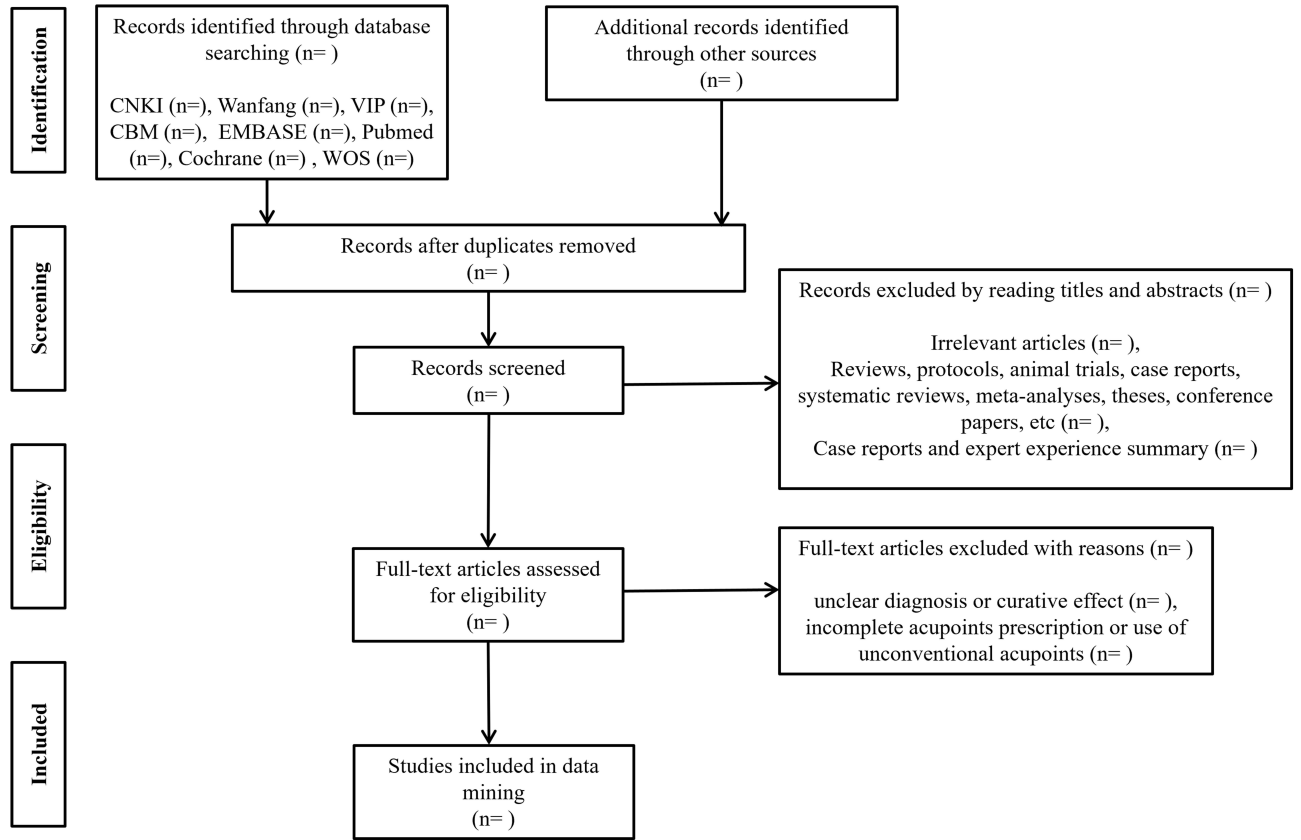 Identification
Records identified through database
searching (n= )
CNKI (n=), Wanfang (n=), VIP (n=),
CBM (n=),  EMBASE (n=), Pubmed
(n=), Cochrane (n=) , WOS (n=)
Additional records identified
through other sources
(n= )
Screening
Records after duplicates removed
(n= )
Records screened
(n= )
Records excluded by reading titles and abstracts (n= )
Irrelevant articles (n= ),
Reviews, protocols, animal trials, case reports,
systematic reviews, meta-analyses, theses, conference
papers, etc (n= ),
Case reports and expert experience summary (n= )
Eligibility
Full-text articles assessed
for eligibility
(n= )
Full-text articles excluded with reasons (n= )
unclear diagnosis or curative effect (n= ),
incomplete acupoints prescription or use of
unconventional acupoints (n= )
Included
Studies included in data
mining
(n= )